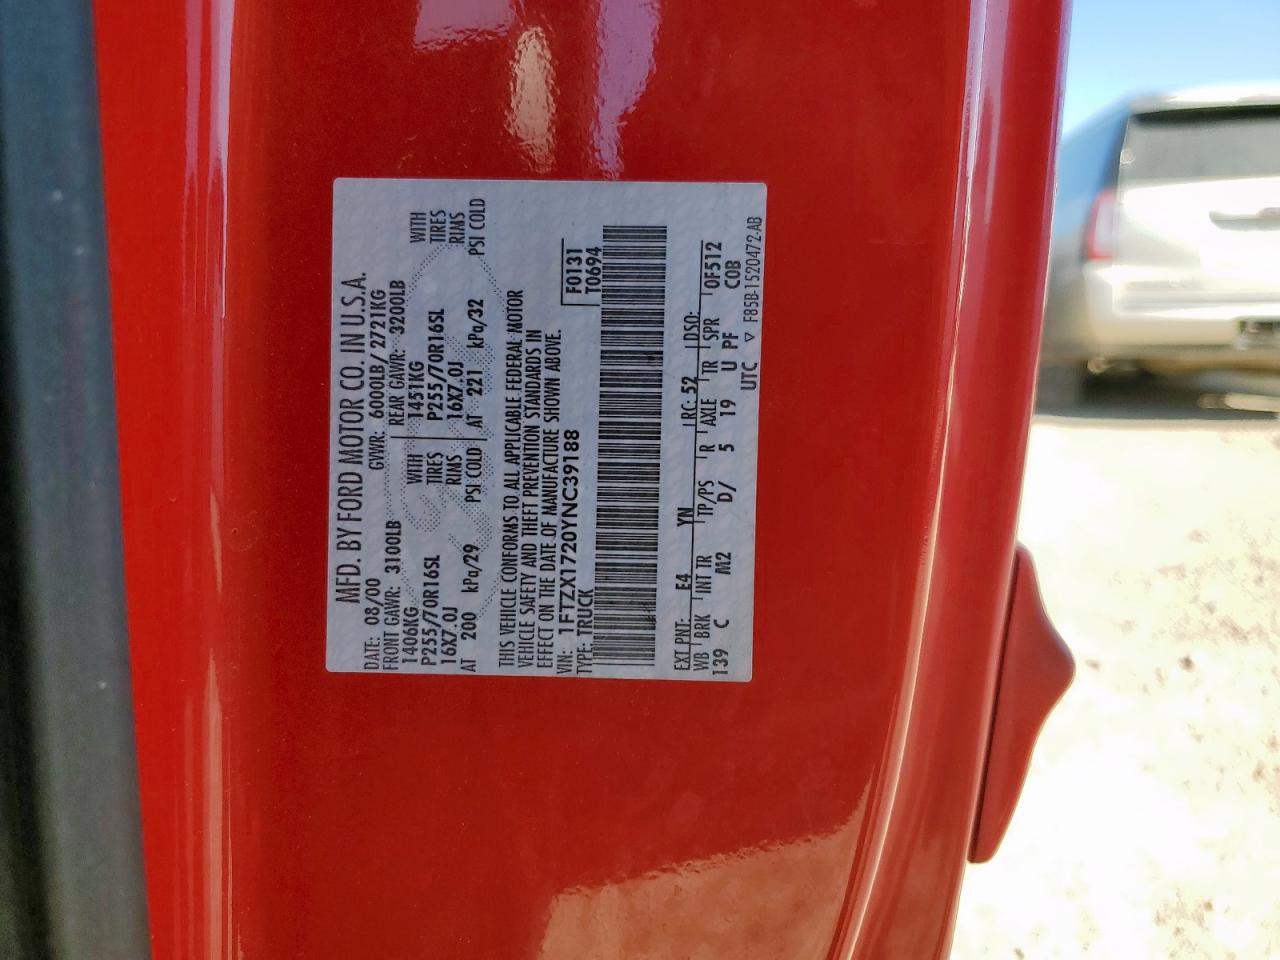 MFD. BY FORD MOTOR CO. IN U.S.A.
DATE: 08/00 GVWR: 6000LB/ 2721KG
FRONT GAWR: 3100LB REAR GAWR: 3200LB
1406KG WITH 1451KG WITH
P255/70R16SL TIRES P255/70R16SL TIRES
16X7.0J RIMS 16X7.0J RIMS
AT 200 kPa/29 PSI COLD AT 221 kPa/32 PSI COLD
THIS VEHICLE CONFORMS TO ALL APPLICABLE FEDERAL MOTOR
VEHICLE SAFETY AND THEFT PREVENTION STANDARDS IN
EFFECT ON THE DATE OF MANUFACTURE SHOWN ABOVE.
VIN: 1FTZX1720YNC39188 F0131
TYPE: TRUCK T0694
EXT PNT: E4 YN RC: 52 DSO:
WB BRK INT TR TP/PS R AXLE TR SPR 0F512
139 C M2 D/ 5 19 U PF COB
UTC ▽ F85B-1520472-AB